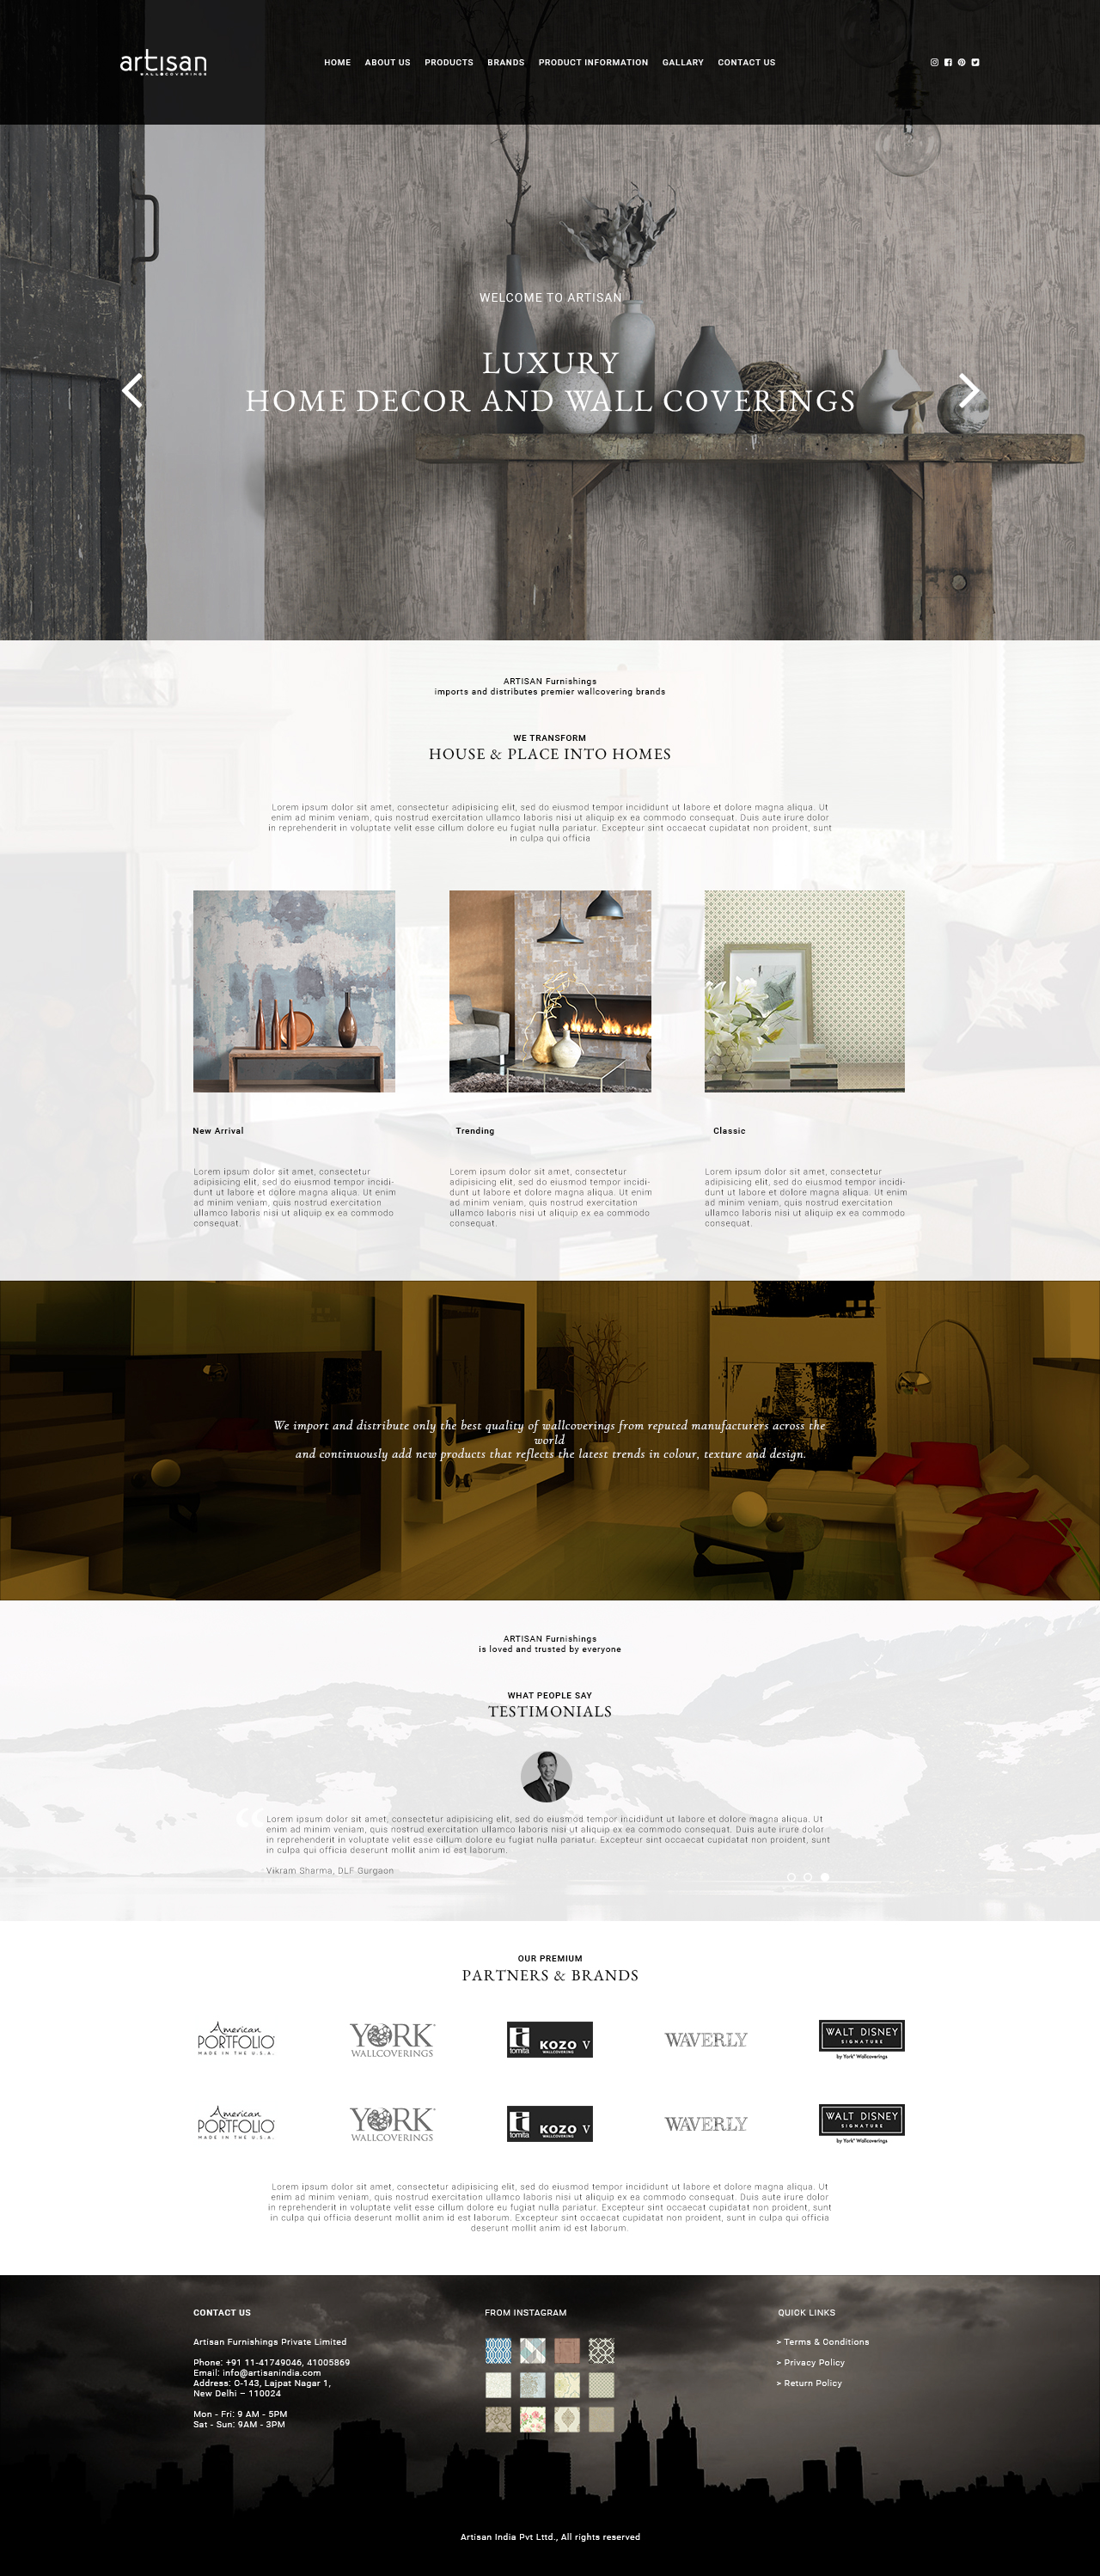 artisan
WALLCOVERINGS
HOME ABOUT US PRODUCTS BRANDS PRODUCT INFORMATION GALLARY CONTACT US
WELCOME TO ARTISAN
LUXURY
HOME DECOR AND WALL COVERINGS
ARTISAN Furnishings
imports and distributes premier wallcovering brands
WE TRANSFORM
HOUSE & PLACE INTO HOMES
Lorem ipsum dolor sit amet, consectetur adipisicing elit, sed do eiusmod tempor incididunt ut labore et dolore magna aliqua. Ut
enim ad minim veniam, quis nostrud exercitation ullamco laboris nisi ut aliquip ex ea commodo consequat. Duis aute irure dolor
in reprehenderit in voluptate velit esse cillum dolore eu fugiat nulla pariatur. Excepteur sint occaecat cupidatat non proident, sunt
in culpa qui officia
New Arrival
Lorem ipsum dolor sit amet, consectetur
adipisicing elit, sed do eiusmod tempor incidi-
dunt ut labore et dolore magna aliqua. Ut enim
ad minim veniam, quis nostrud exercitation
ullamco laboris nisi ut aliquip ex ea commodo
consequat.
Trending
Lorem ipsum dolor sit amet, consectetur
adipisicing elit, sed do eiusmod tempor incidi-
dunt ut labore et dolore magna aliqua. Ut enim
ad minim veniam, quis nostrud exercitation
ullamco laboris nisi ut aliquip ex ea commodo
consequat.
Classic
Lorem ipsum dolor sit amet, consectetur
adipisicing elit, sed do eiusmod tempor incidi-
dunt ut labore et dolore magna aliqua. Ut enim
ad minim veniam, quis nostrud exercitation
ullamco laboris nisi ut aliquip ex ea commodo
consequat.
We import and distribute only the best quality of wallcoverings from reputed manufacturers across the
world
and continuously add new products that reflects the latest trends in colour, texture and design.
ARTISAN Furnishings
is loved and trusted by everyone
WHAT PEOPLE SAY
TESTIMONIALS
“
Lorem ipsum dolor sit amet, consectetur adipisicing elit, sed do eiusmod tempor incididunt ut labore et dolore magna aliqua. Ut
enim ad minim veniam, quis nostrud exercitation ullamco laboris nisi ut aliquip ex ea commodo consequat. Duis aute irure dolor
in reprehenderit in voluptate velit esse cillum dolore eu fugiat nulla pariatur. Excepteur sint occaecat cupidatat non proident, sunt
in culpa qui officia deserunt mollit anim id est laborum.
Vikram Sharma, DLF Gurgaon
OUR PREMIUM
PARTNERS & BRANDS
American
PORTFOLIO
MADE IN THE U.S.A.
YORK
WALLCOVERINGS
tomita
KOZO V
WALLCOVERING
WAVERLY
WALT DISNEY
SIGNATURE
by York® Wallcoverings
American
PORTFOLIO
MADE IN THE U.S.A.
YORK
WALLCOVERINGS
tomita
KOZO V
WALLCOVERING
WAVERLY
WALT DISNEY
SIGNATURE
by York® Wallcoverings
Lorem ipsum dolor sit amet, consectetur adipisicing elit, sed do eiusmod tempor incididunt ut labore et dolore magna aliqua. Ut
enim ad minim veniam, quis nostrud exercitation ullamco laboris nisi ut aliquip ex ea commodo consequat. Duis aute irure dolor
in reprehenderit in voluptate velit esse cillum dolore eu fugiat nulla pariatur. Excepteur sint occaecat cupidatat non proident, sunt
in culpa qui officia deserunt mollit anim id est laborum. Excepteur sint occaecat cupidatat non proident, sunt in culpa qui officia
deserunt mollit anim id est laborum.
CONTACT US
Artisan Furnishings Private Limited
Phone: +91 11-41749046, 41005869
Email: info@artisanindia.com
Address: O-143, Lajpat Nagar 1,
New Delhi – 110024
Mon - Fri: 9 AM - 5PM
Sat - Sun: 9AM - 3PM
FROM INSTAGRAM
QUICK LINKS
> Terms & Conditions
> Privacy Policy
> Return Policy
Artisan India Pvt Lttd., All rights reserved